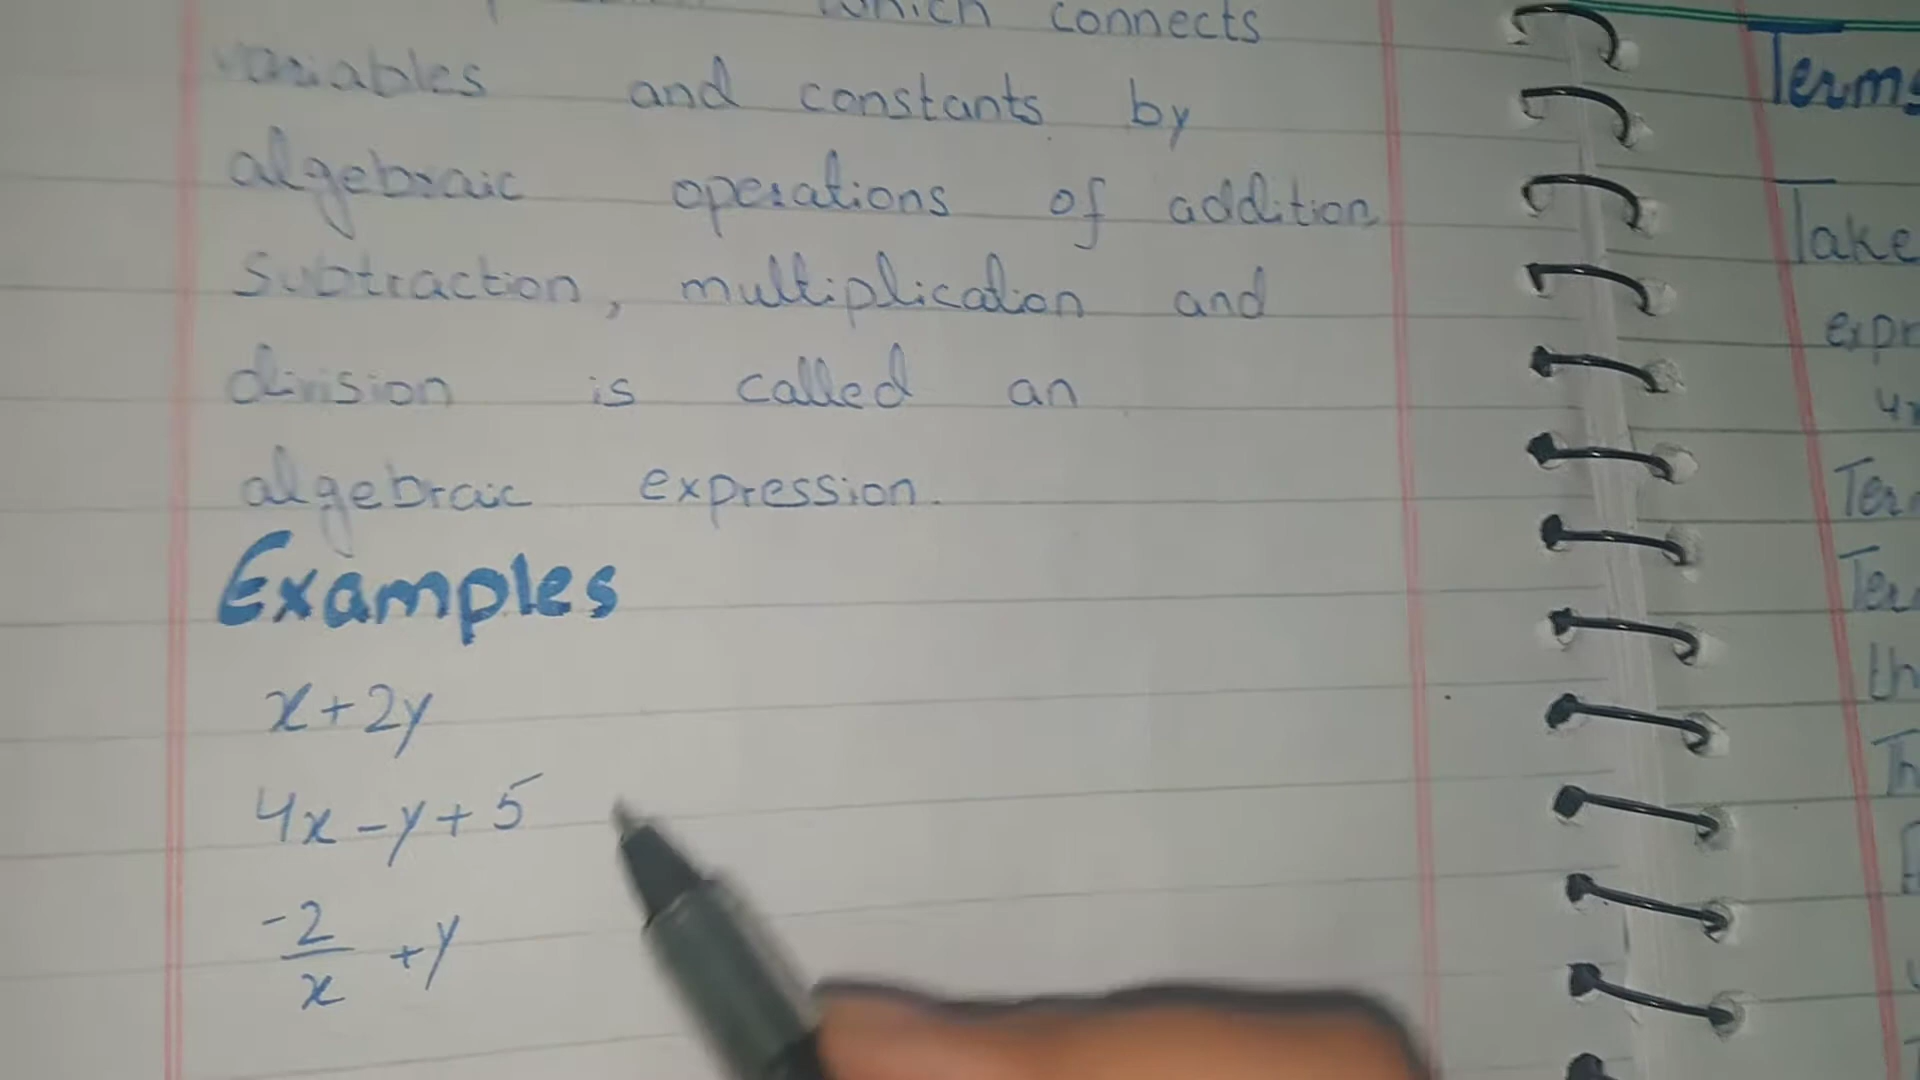 which connects
variables and constants by
algebraic operations of addition
subtraction, multiplication and
division is called an
algebraic expression.
Examples
x+2y
4x-y+5
-2/x +y
Terms
Take